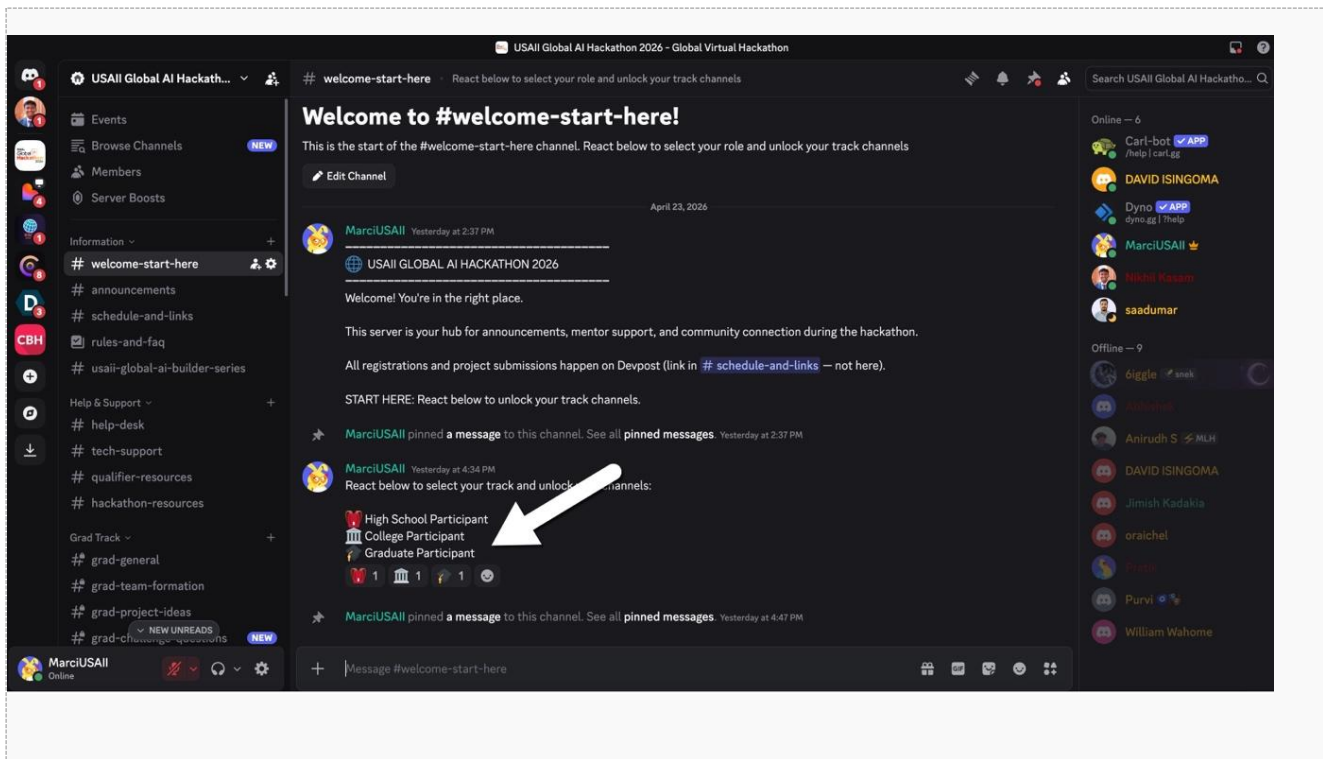 USAII Global AI Hackathon 2026 - Global Virtual Hackathon
USAII Global AI Hackath...
Events
Browse Channels NEW
Members
Server Boosts
Information
+
# welcome-start-here
# announcements
# schedule-and-links
rules-and-faq
# usaii-global-ai-builder-series
Help & Support
+
# help-desk
# tech-support
# qualifier-resources
# hackathon-resources
Grad Track
+
# grad-general
# grad-team-formation
# grad-project-ideas
NEW UNREADS
NEW
MarciUSAII
Online
1
1
4
1
8
D
3
CBH
# welcome-start-here
React below to select your role and unlock your track channels
Search USAII Global AI Hackatho...
Welcome to #welcome-start-here!
This is the start of the #welcome-start-here channel. React below to select your role and unlock your track channels
Edit Channel
April 23, 2026
MarciUSAII Yesterday at 2:37 PM
USAII GLOBAL AI HACKATHON 2026
Welcome! You're in the right place.
This server is your hub for announcements, mentor support, and community connection during the hackathon.
All registrations and project submissions happen on Devpost (link in # schedule-and-links — not here).
START HERE: React below to unlock your track channels.
MarciUSAII pinned a message to this channel. See all pinned messages. Yesterday at 2:37 PM
MarciUSAII Yesterday at 4:34 PM
React below to select your track and unlock channels:
High School Participant
College Participant
Graduate Participant
1 1 1
MarciUSAII pinned a message to this channel. See all pinned messages. Yesterday at 4:47 PM
Message #welcome-start-here
GIF
Online — 6
Carl-bot APP
/help | carl.gg
DAVID ISINGOMA
Dyno APP
dyno.gg | ?help
MarciUSAII
Nikhil Kasam
saadumar
Offline — 9
6iggle snek
Anirudh S MLH
DAVID ISINGOMA
Jimish Kadakia
oraichel
Purvi
William Wahome